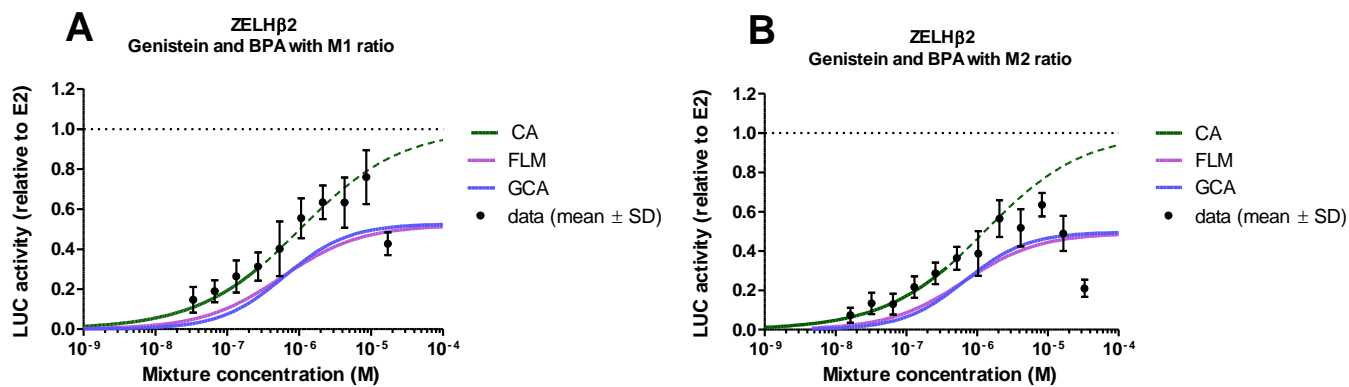 A
ZELHβ2
Genistein and BPA with M1 ratio
LUC activity (relative to E2)
1.2
1.0
0.8
0.6
0.4
0.2
0.0
10-9 10-8 10-7 10-6 10-5 10-4
Mixture concentration (M)
CA
FLM
GCA
data (mean ± SD)
B
ZELHβ2
Genistein and BPA with M2 ratio
LUC activity (relative to E2)
1.2
1.0
0.8
0.6
0.4
0.2
0.0
10-9 10-8 10-7 10-6 10-5 10-4
Mixture concentration (M)
CA
FLM
GCA
data (mean ± SD)